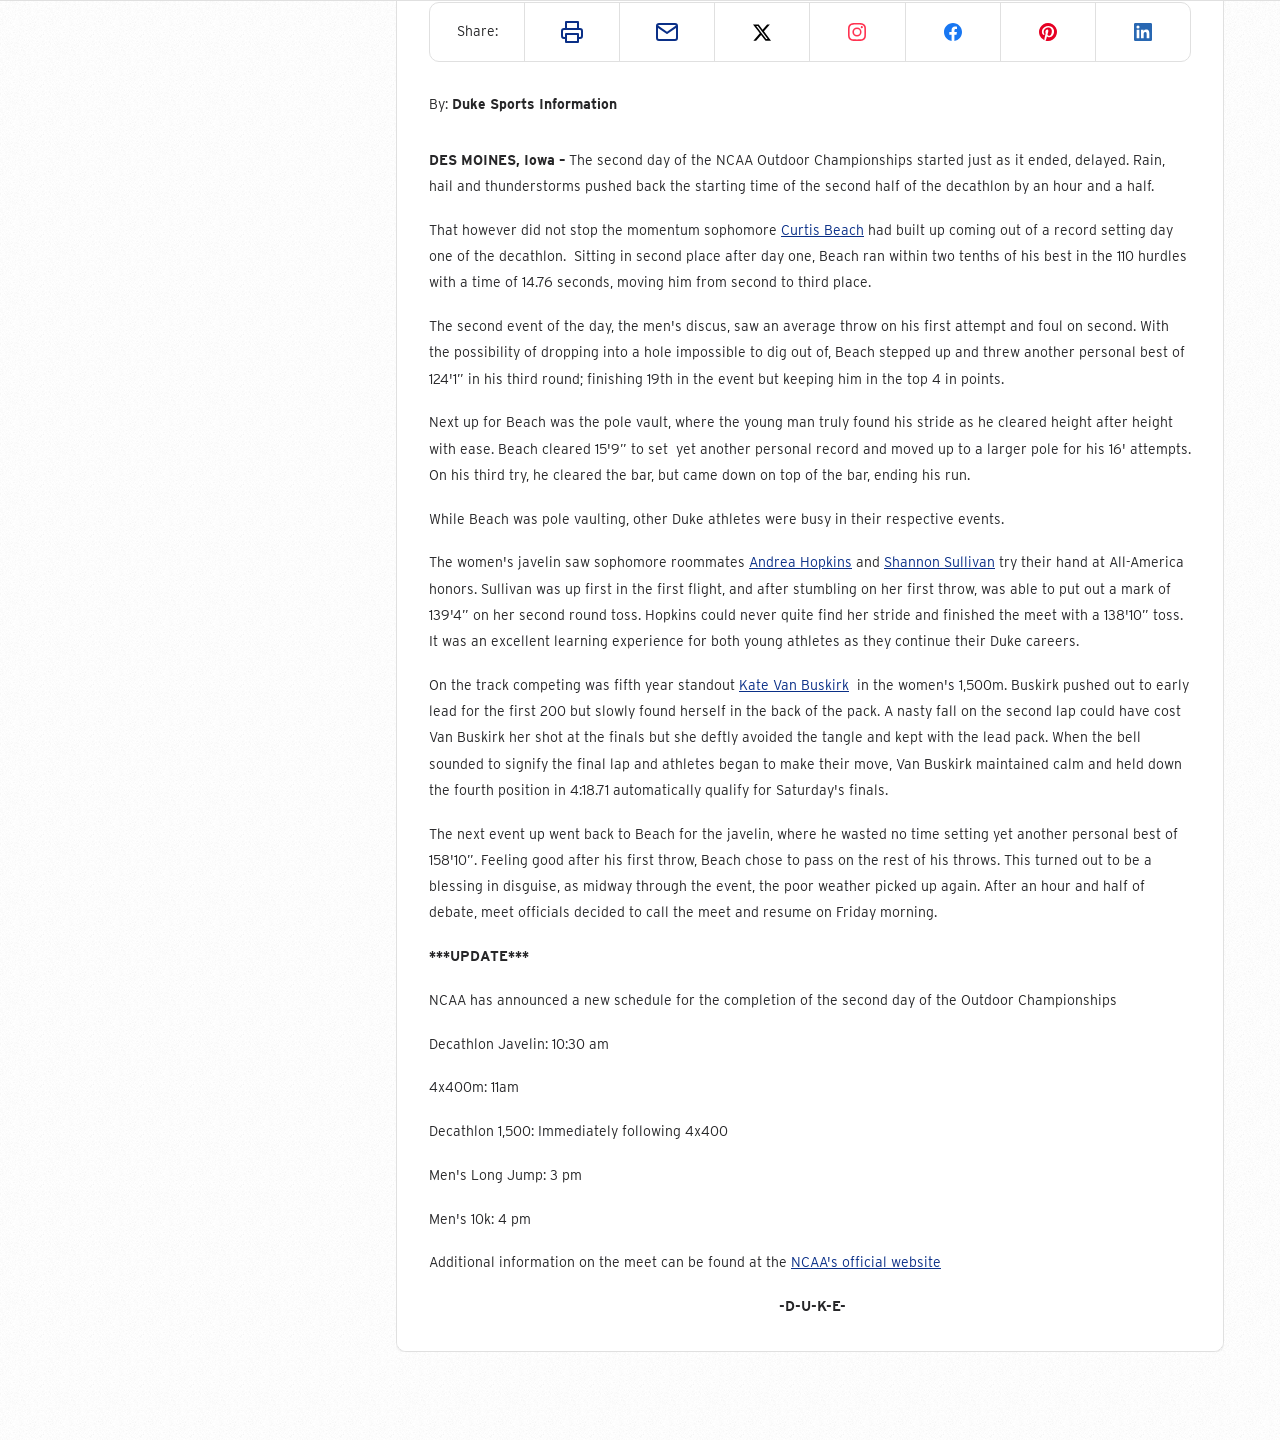 Share:
By: Duke Sports Information
DES MOINES, Iowa – The second day of the NCAA Outdoor Championships started just as it ended, delayed. Rain,
hail and thunderstorms pushed back the starting time of the second half of the decathlon by an hour and a half.
That however did not stop the momentum sophomore Curtis Beach had built up coming out of a record setting day
one of the decathlon.  Sitting in second place after day one, Beach ran within two tenths of his best in the 110 hurdles
with a time of 14.76 seconds, moving him from second to third place.
The second event of the day, the men's discus, saw an average throw on his first attempt and foul on second. With
the possibility of dropping into a hole impossible to dig out of, Beach stepped up and threw another personal best of
124'1” in his third round; finishing 19th in the event but keeping him in the top 4 in points.
Next up for Beach was the pole vault, where the young man truly found his stride as he cleared height after height
with ease. Beach cleared 15'9” to set  yet another personal record and moved up to a larger pole for his 16' attempts.
On his third try, he cleared the bar, but came down on top of the bar, ending his run.
While Beach was pole vaulting, other Duke athletes were busy in their respective events.
The women's javelin saw sophomore roommates Andrea Hopkins and Shannon Sullivan try their hand at All-America
honors. Sullivan was up first in the first flight, and after stumbling on her first throw, was able to put out a mark of
139'4” on her second round toss. Hopkins could never quite find her stride and finished the meet with a 138'10” toss.
It was an excellent learning experience for both young athletes as they continue their Duke careers.
On the track competing was fifth year standout Kate Van Buskirk  in the women's 1,500m. Buskirk pushed out to early
lead for the first 200 but slowly found herself in the back of the pack. A nasty fall on the second lap could have cost
Van Buskirk her shot at the finals but she deftly avoided the tangle and kept with the lead pack. When the bell
sounded to signify the final lap and athletes began to make their move, Van Buskirk maintained calm and held down
the fourth position in 4:18.71 automatically qualify for Saturday's finals.
The next event up went back to Beach for the javelin, where he wasted no time setting yet another personal best of
158'10”. Feeling good after his first throw, Beach chose to pass on the rest of his throws. This turned out to be a
blessing in disguise, as midway through the event, the poor weather picked up again. After an hour and half of
debate, meet officials decided to call the meet and resume on Friday morning.
***UPDATE***
NCAA has announced a new schedule for the completion of the second day of the Outdoor Championships
Decathlon Javelin: 10:30 am
4x400m: 11am
Decathlon 1,500: Immediately following 4x400
Men's Long Jump: 3 pm
Men's 10k: 4 pm
Additional information on the meet can be found at the NCAA's official website
-D-U-K-E-